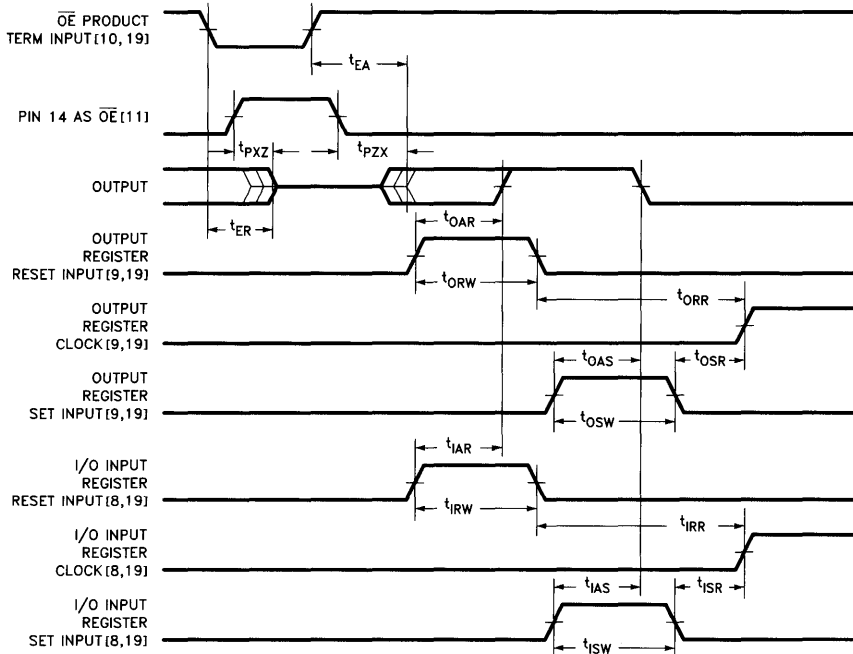 OE PRODUCT
TERM INPUT[10, 19]
tEA
PIN 14 AS OE[11]
tPXZ
tPZX
OUTPUT
tER
tOAR
OUTPUT
REGISTER
RESET INPUT[9,19]
tORW
tORR
OUTPUT
REGISTER
CLOCK[9,19]
tOAS
tOSR
OUTPUT
REGISTER
SET INPUT[9,19]
tOSW
tIAR
I/O INPUT
REGISTER
RESET INPUT[8,19]
tIRW
tIRR
I/O INPUT
REGISTER
CLOCK[8,19]
tIAS
tISR
I/O INPUT
REGISTER
SET INPUT[8,19]
tISW